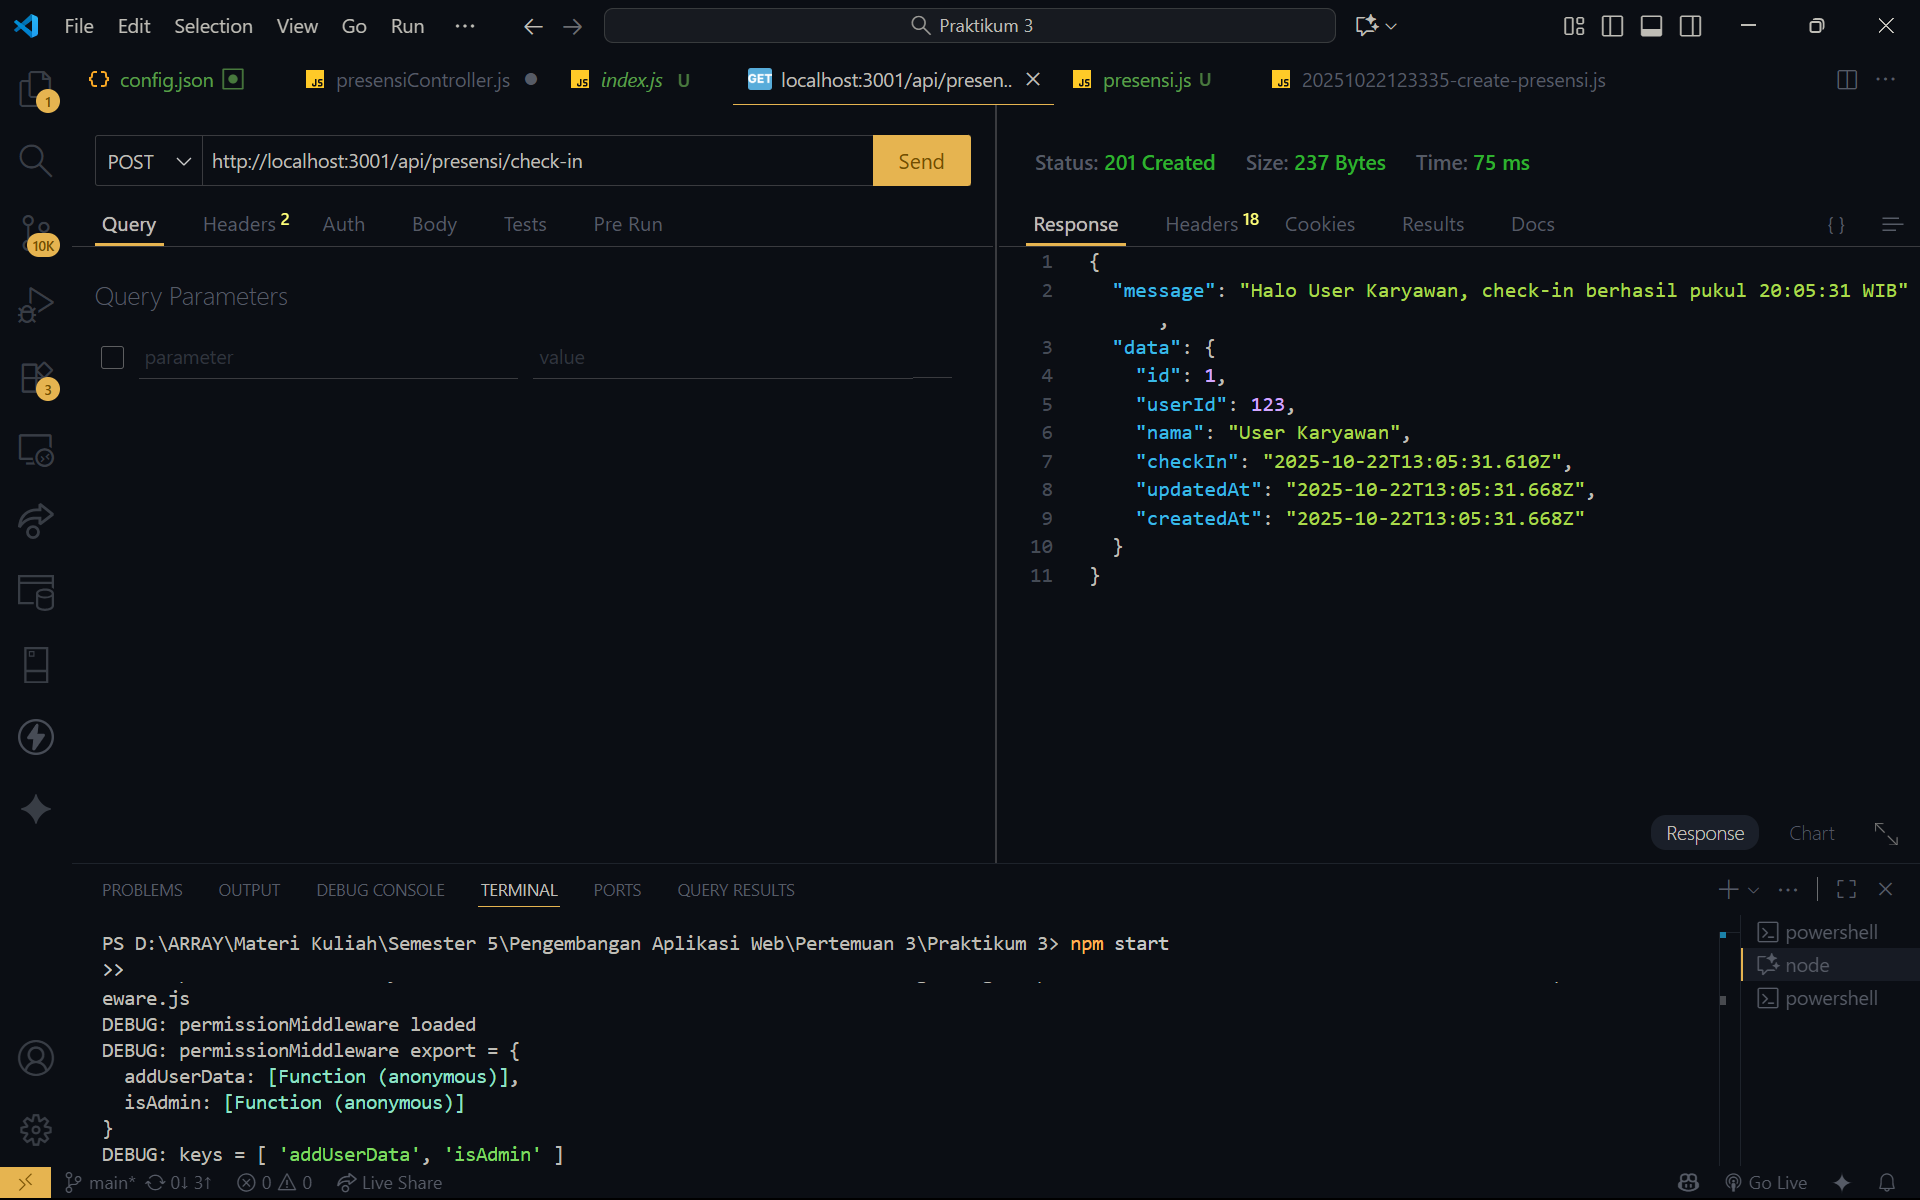 File Edit Selection View Go Run ··· Praktikum 3
config.json presensiController.js index.js U GET localhost:3001/api/presen.. presensi.js U 20251022123335-create-presensi.js
1
10K
3
POST http://localhost:3001/api/presensi/check-in Send
Query Headers 2 Auth Body Tests Pre Run
Query Parameters
parameter value
Status: 201 Created Size: 237 Bytes Time: 75 ms
Response Headers 18 Cookies Results Docs { }
1 {
2 "message": "Halo User Karyawan, check-in berhasil pukul 20:05:31 WIB"
,
3 "data": {
4 "id": 1,
5 "userId": 123,
6 "nama": "User Karyawan",
7 "checkIn": "2025-10-22T13:05:31.610Z",
8 "updatedAt": "2025-10-22T13:05:31.668Z",
9 "createdAt": "2025-10-22T13:05:31.668Z"
10 }
11 }
Response Chart
PROBLEMS OUTPUT DEBUG CONSOLE TERMINAL PORTS QUERY RESULTS
PS D:\ARRAY\Materi Kuliah\Semester 5\Pengembangan Aplikasi Web\Pertemuan 3\Praktikum 3> npm start
>>
eware.js
DEBUG: permissionMiddleware loaded
DEBUG: permissionMiddleware export = {
addUserData: [Function (anonymous)],
isAdmin: [Function (anonymous)]
}
DEBUG: keys = [ 'addUserData', 'isAdmin' ]
powershell
node
powershell
main* 0↓ 3↑ 0 0 Live Share Go Live